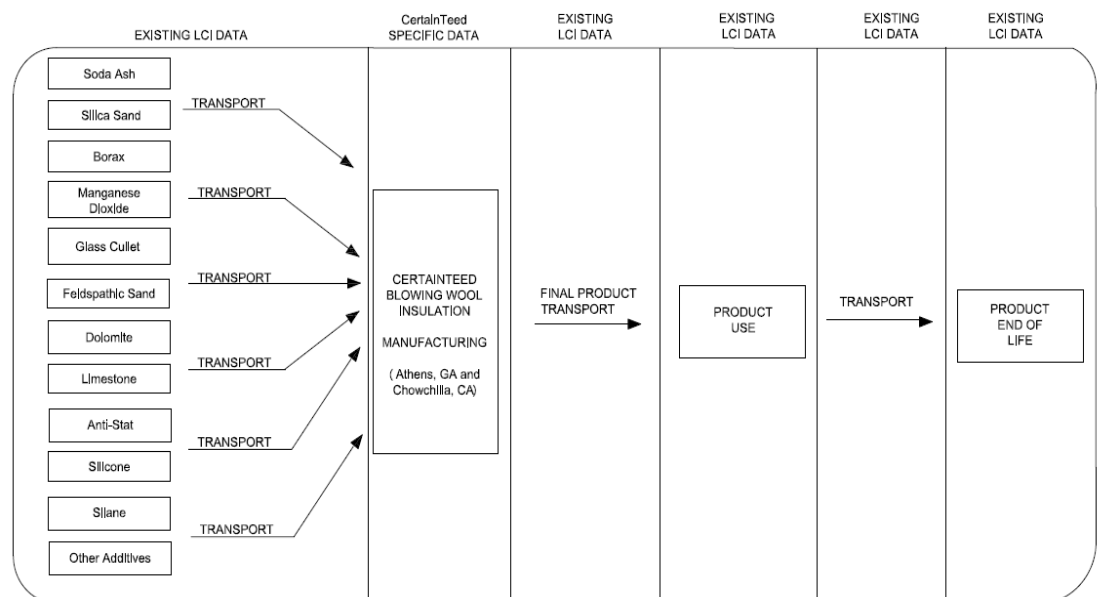 EXISTING LCI DATA
CertainTeed
SPECIFIC DATA
EXISTING
LCI DATA
EXISTING
LCI DATA
EXISTING
LCI DATA
EXISTING
LCI DATA
Soda Ash
Silica Sand
Borax
Manganese
Dioxide
Glass Cullet
Feldspathic Sand
Dolomite
Limestone
Anti-Stat
Silicone
Silane
Other Additives
TRANSPORT
TRANSPORT
TRANSPORT
TRANSPORT
TRANSPORT
TRANSPORT
CERTAINTEED
BLOWING WOOL
INSULATION
MANUFACTURING
( Athens, GA and
Chowchilla, CA)
FINAL PRODUCT
TRANSPORT
PRODUCT
USE
TRANSPORT
PRODUCT
END OF
LIFE